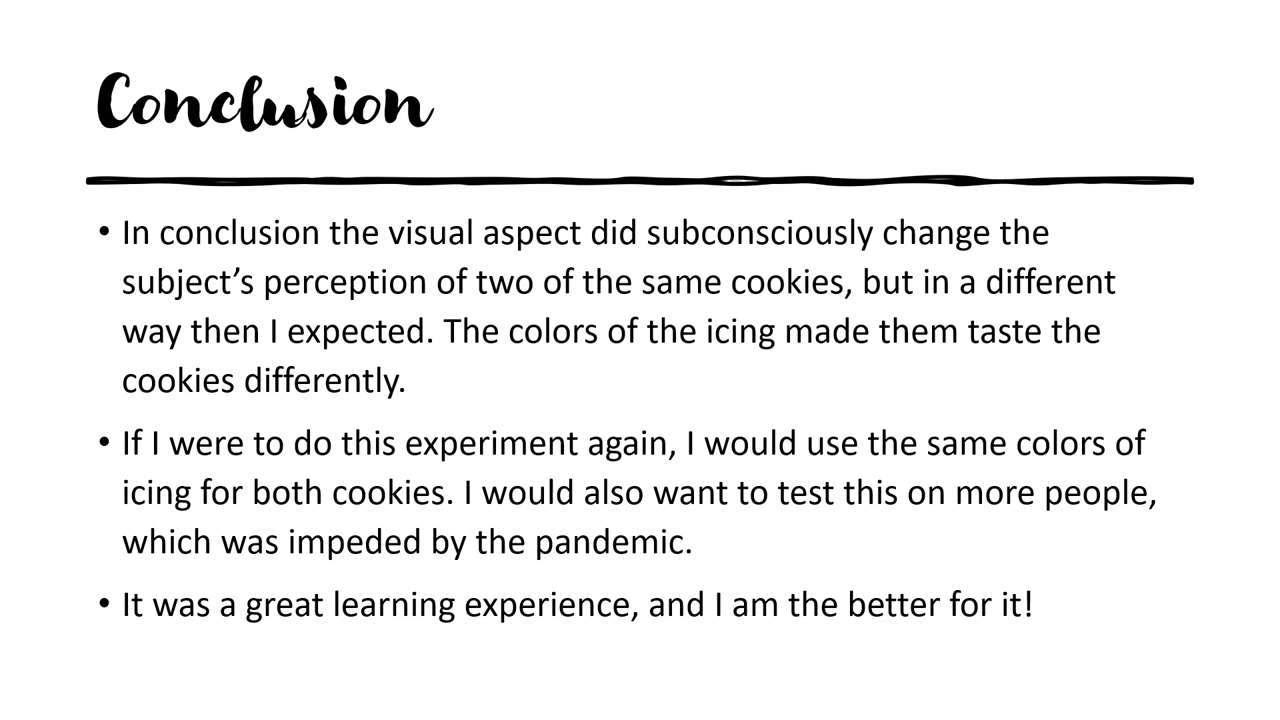 Conclusion
• In conclusion the visual aspect did subconsciously change the
subject’s perception of two of the same cookies, but in a different
way then I expected. The colors of the icing made them taste the
cookies differently.
• If I were to do this experiment again, I would use the same colors of
icing for both cookies. I would also want to test this on more people,
which was impeded by the pandemic.
• It was a great learning experience, and I am the better for it!